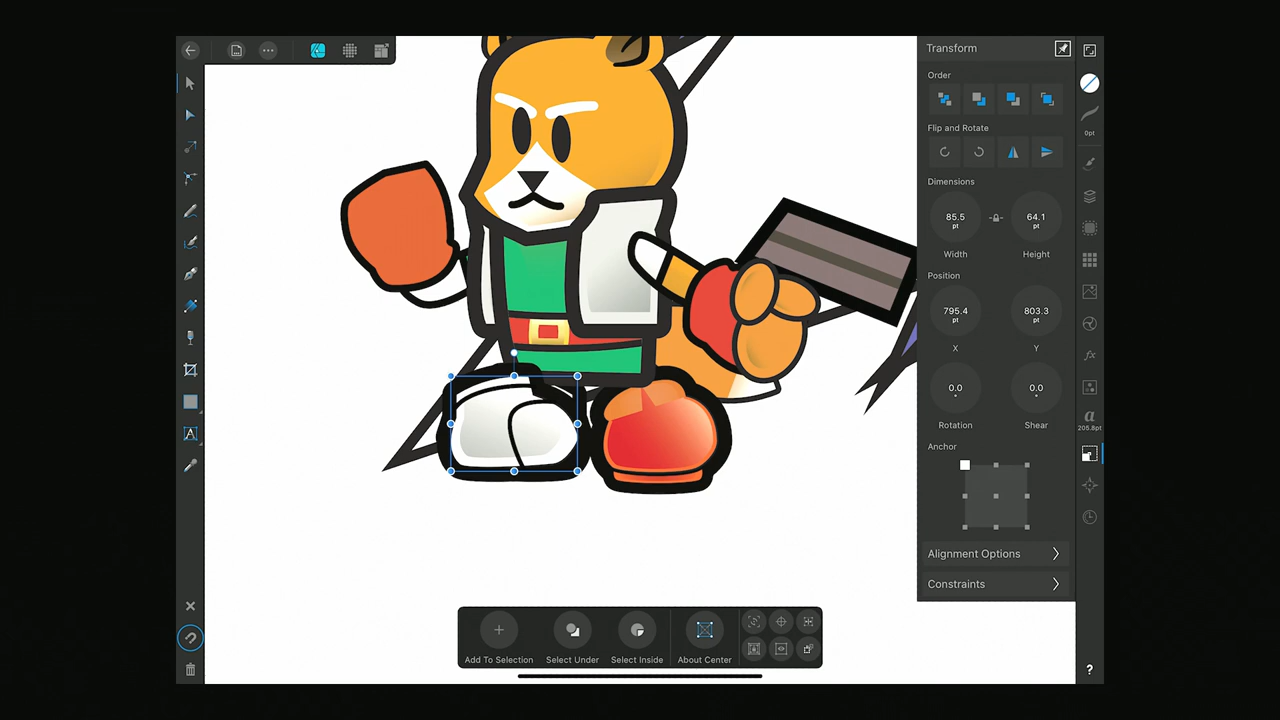 Transform
Order
Flip and Rotate
Dimensions
85.5 pt
64.1 pt
Width
Height
Position
795.4 pt
803.3 pt
X
Y
0.0 °
0.0 °
Rotation
Shear
Anchor
Alignment Options
Constraints
0pt
fx
a
205.8pt
?
A
Add To Selection
Select Under
Select Inside
About Center